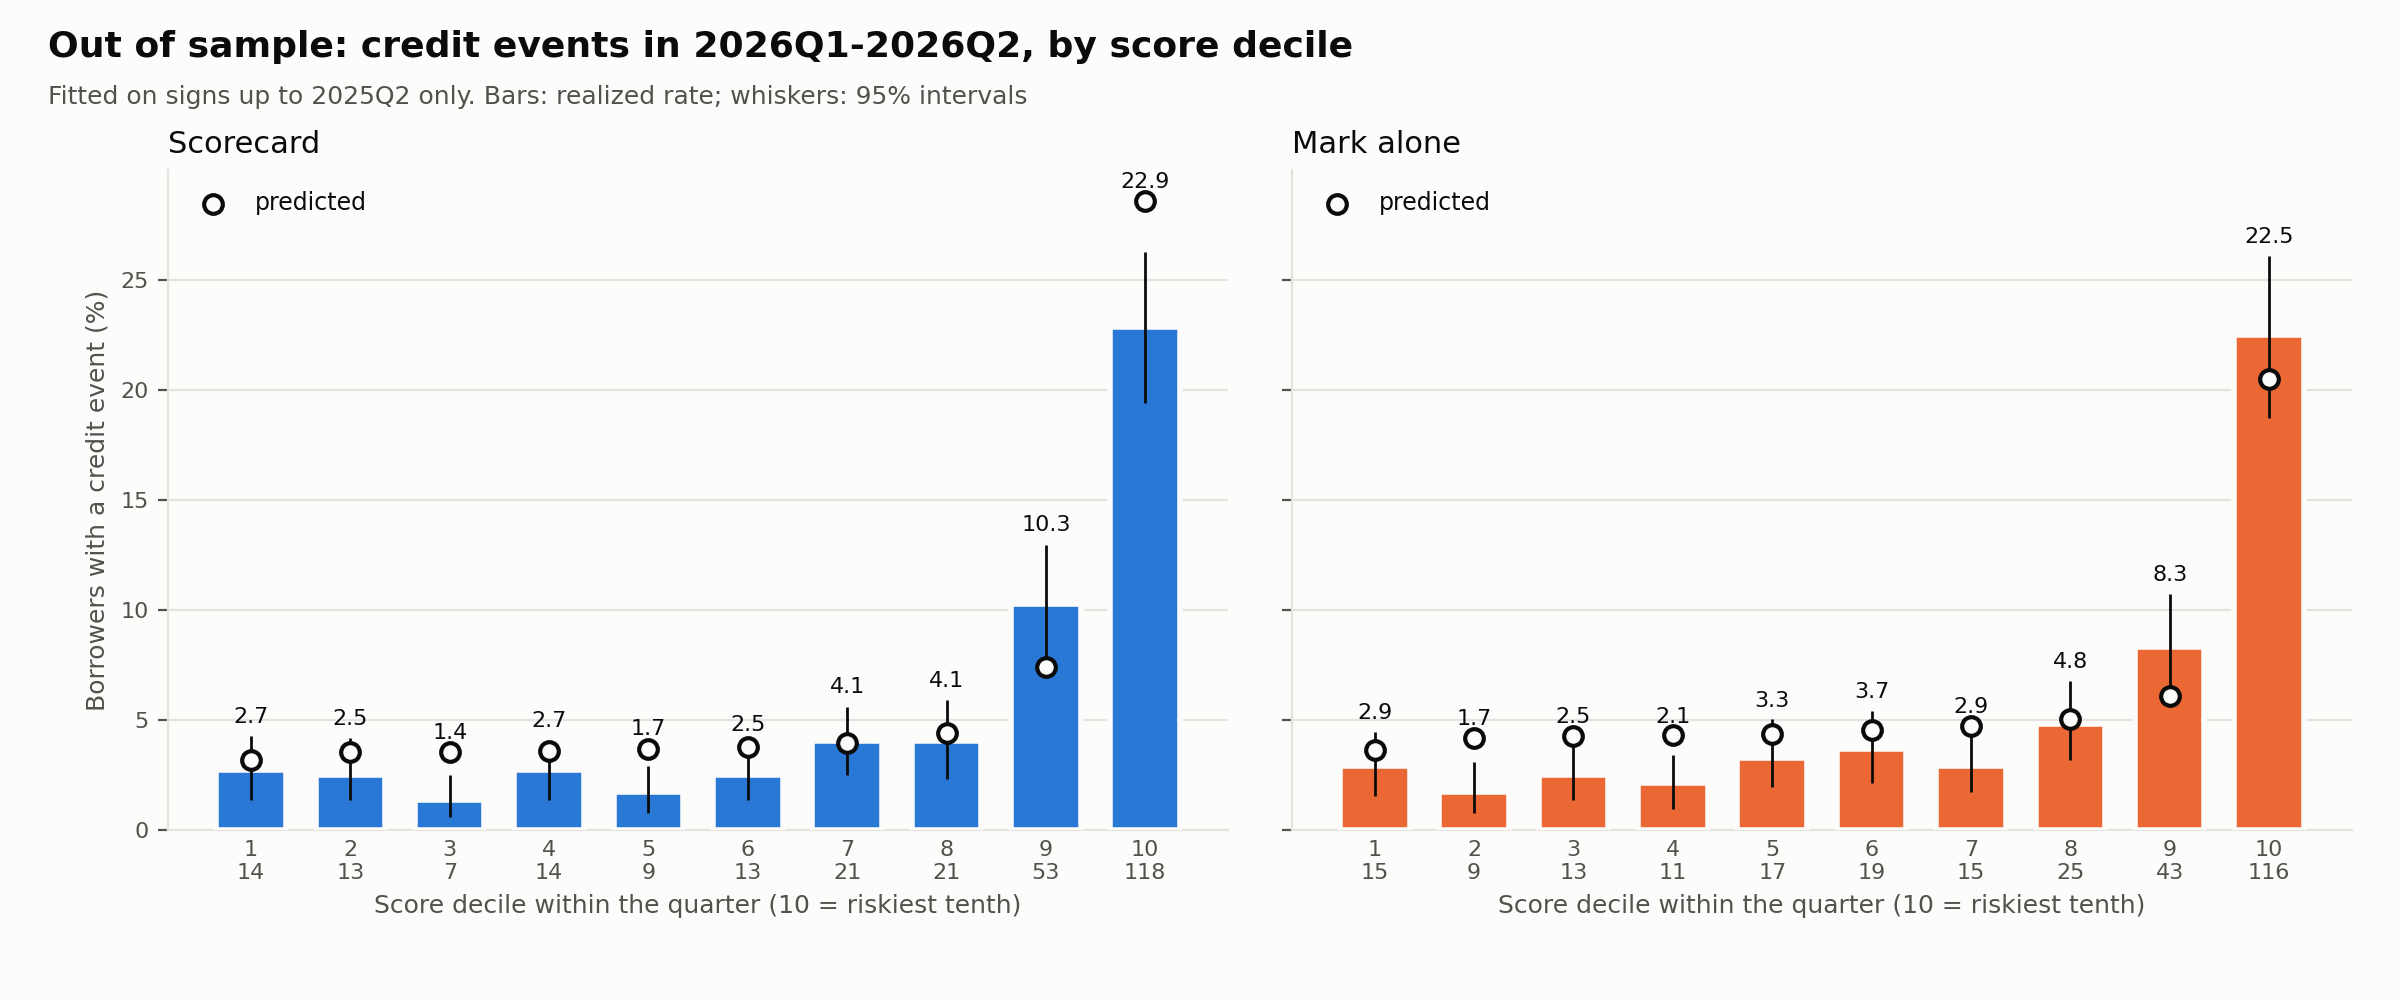 Out of sample: credit events in 2026Q1-2026Q2, by score decile
Fitted on signs up to 2025Q2 only. Bars: realized rate; whiskers: 95% intervals
Scorecard
predicted
Borrowers with a credit event (%)
25
20
15
10
5
0
2.7 2.5 1.4 2.7 1.7 2.5 4.1 4.1 10.3 22.9
1 2 3 4 5 6 7 8 9 10
14 13 7 14 9 13 21 21 53 118
Score decile within the quarter (10 = riskiest tenth)
Mark alone
predicted
2.9 1.7 2.5 2.1 3.3 3.7 2.9 4.8 8.3 22.5
1 2 3 4 5 6 7 8 9 10
15 9 13 11 17 19 15 25 43 116
Score decile within the quarter (10 = riskiest tenth)